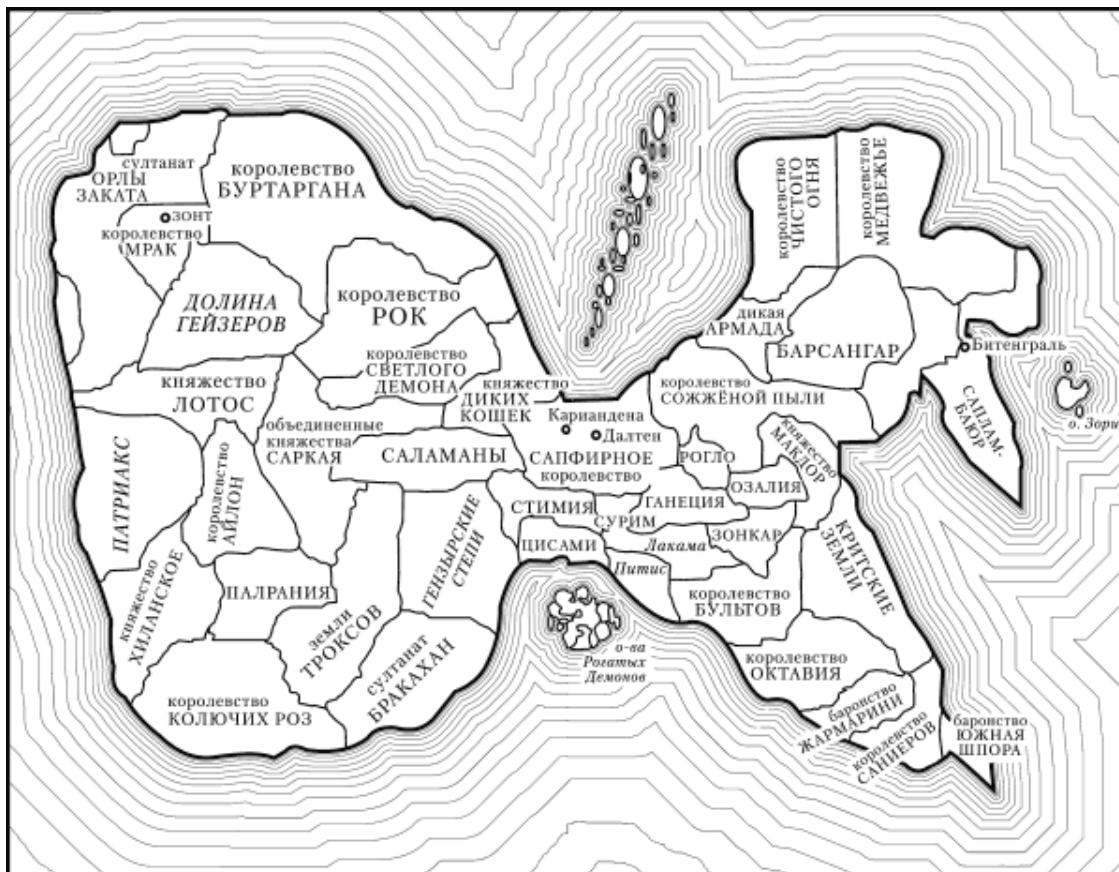 султанат
ОРЛЫ
ЗАКАТА
королевство
БУРТАРГАНА
ЗОНТ
королевство
МРАК
ДОЛИНА
ГЕЙЗЕРОВ
королевство
РОК
королевство
СВЕТЛОГО
ДЕМОНА
княжество
ЛОТОС
княжество
ДИКИХ
КОШЕК
объединенные
княжества
САРКАЯ
САЛАМАНЫ
ПАТРИАКС
королевство
АЙЛОН
княжество
ХИЛАНСКОЕ
ПАЛРАНИЯ
земли
ТРОКСОВ
ГЕНЗЫРСКИЕ
СТЕПИ
султанат
БРАКАХАН
королевство
КОЛЮЧИХ РОЗ
Кариандена
Далтен
САПФИРНОЕ
королевство
СТИМИЯ
СУРИМ
ЦИСАМИ
о-ва
Рогатых
Демонов
королевство
ЧИСТОГО
ОГНЯ
королевство
МЕДВЕЖЬЕ
дикая
АРМАДА
БАРСАНГАР
Битенграль
САПЛАМ-
БАЮР
о. Зори
королевство
СОЖЖЁНОЙ ПЫЛИ
РОГЛО
княжество
МАКДОР
ОЗАЛИЯ
ГАНЕЦИЯ
Лакама
ЗОНКАР
Питис
королевство
БУЛЬТОВ
КРИТСКИЕ
ЗЕМЛИ
королевство
ОКТАВИЯ
баронство
ЖАРМАРИНИ
королевство
САНИЕРОВ
баронство
ЮЖНАЯ
ШПОРА